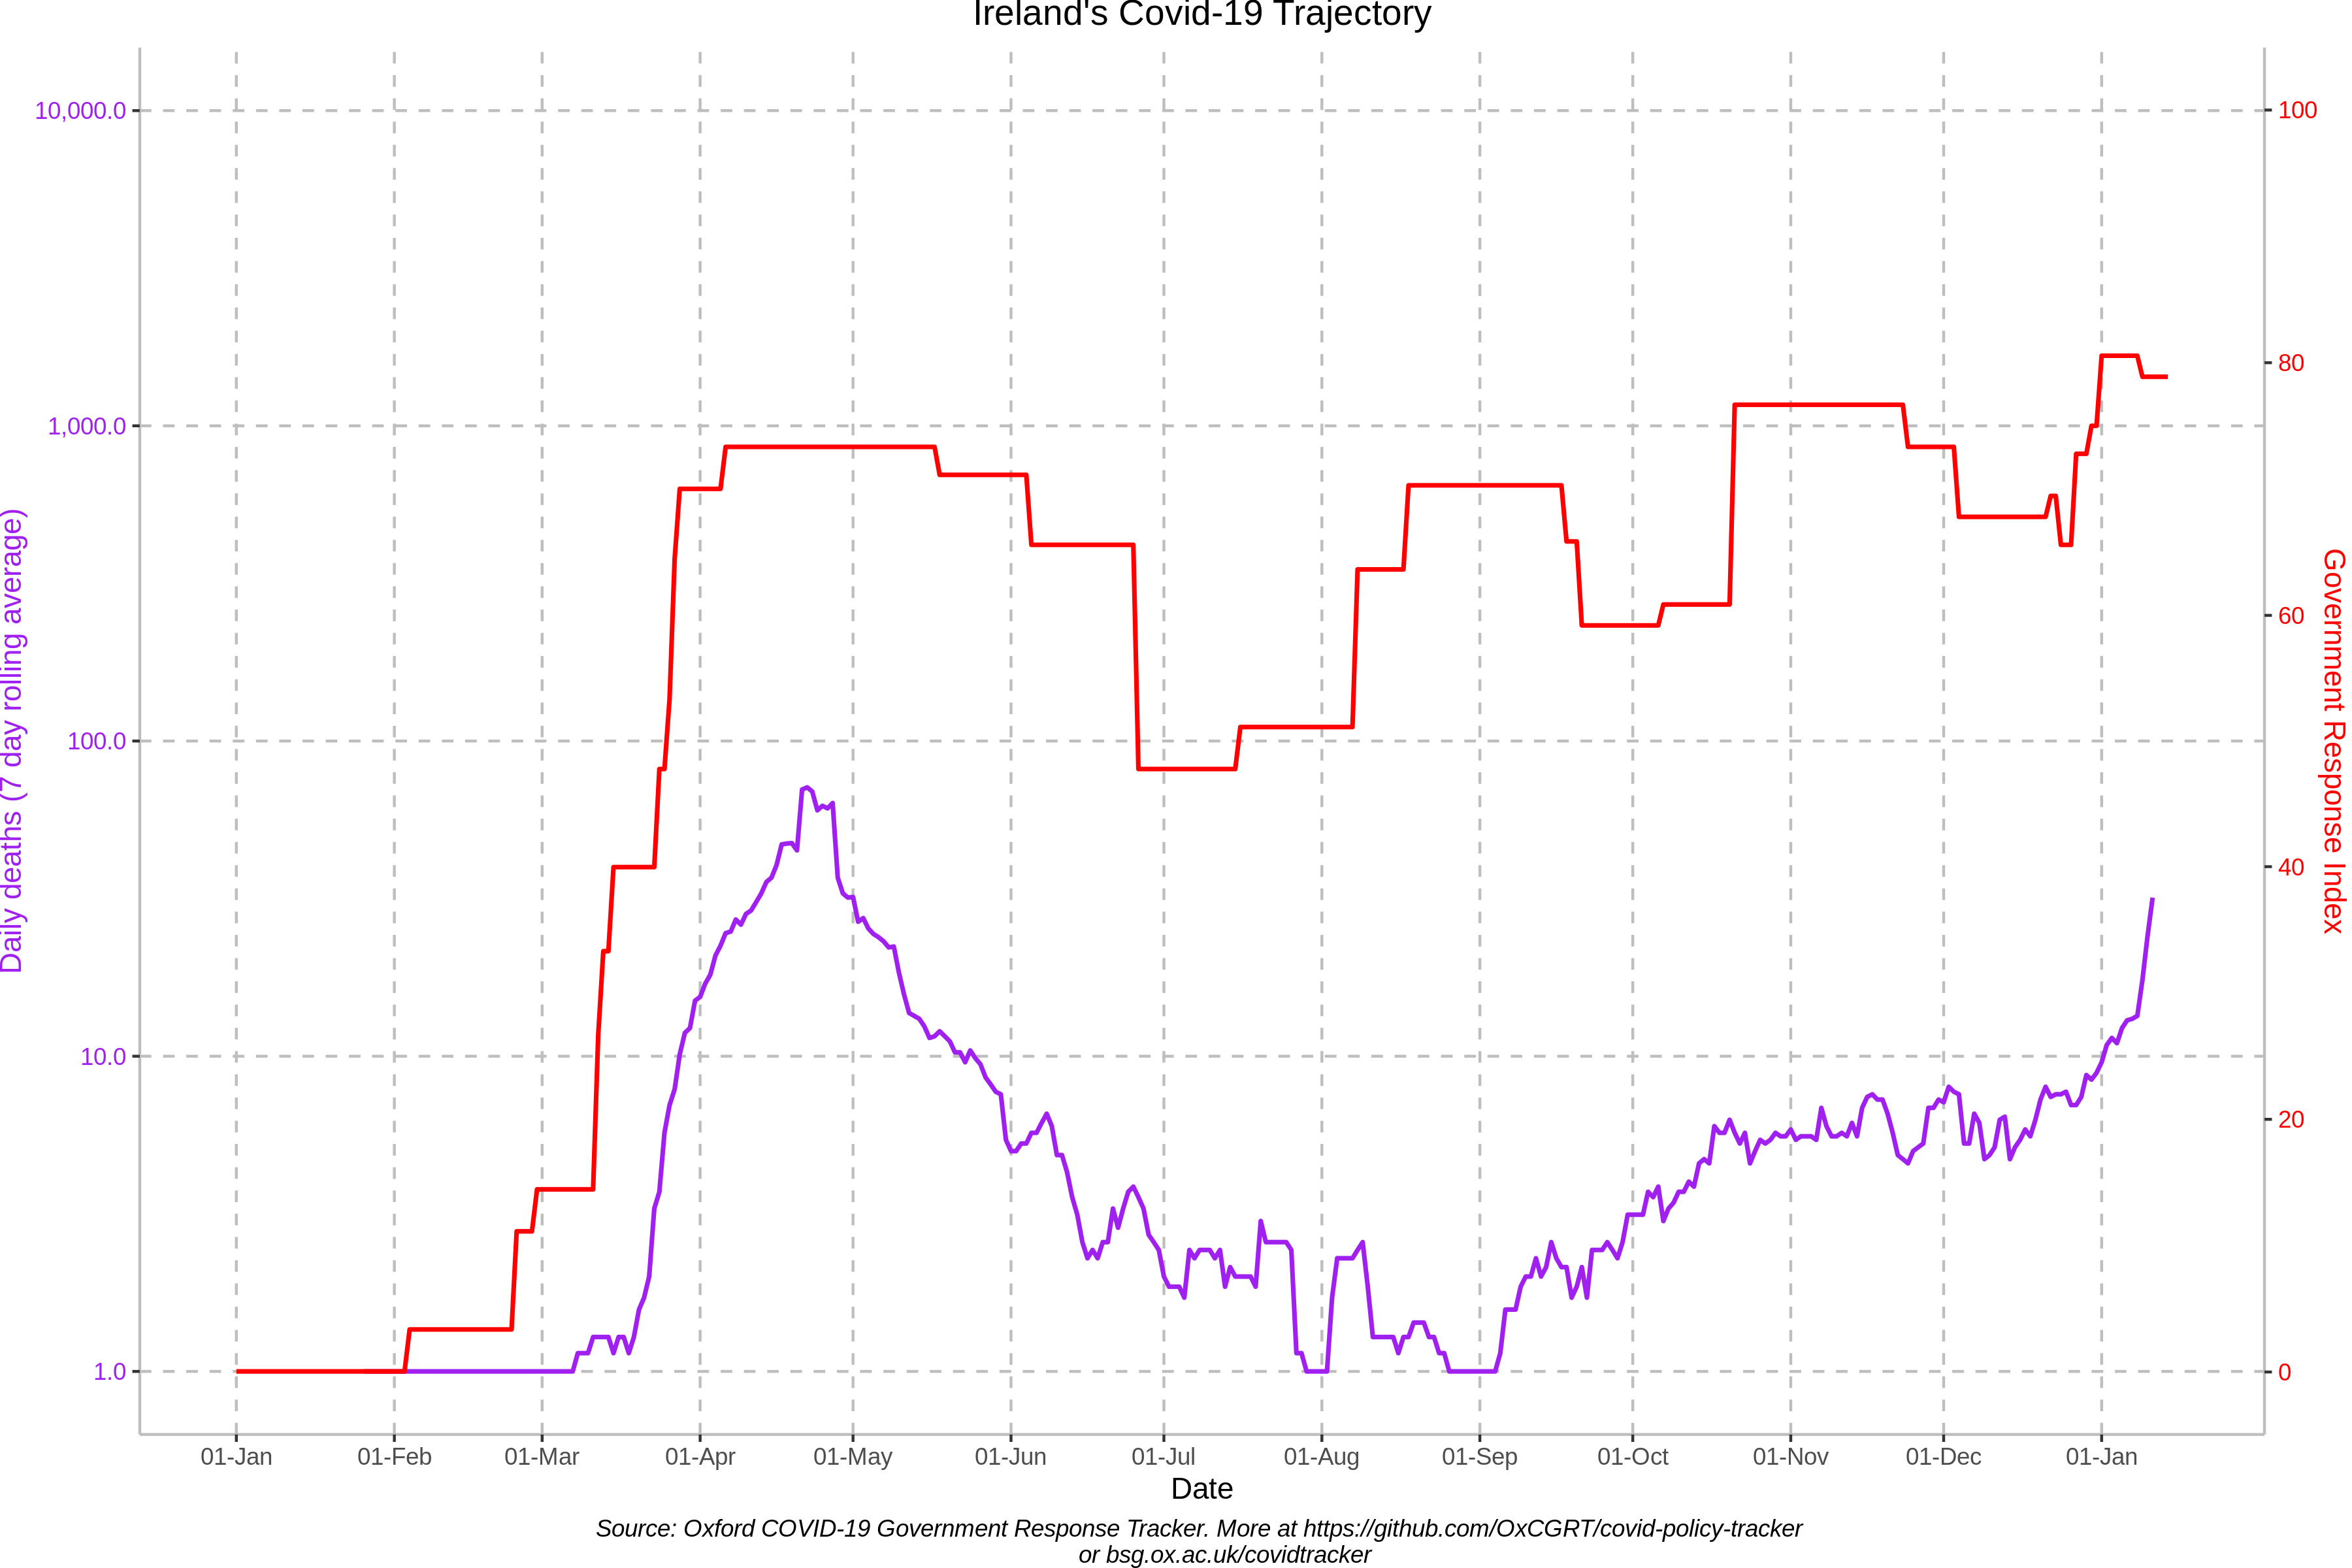 Ireland's Covid-19 Trajectory
10,000.0
1,000.0
100.0
10.0
1.0
Daily deaths (7 day rolling average)
100
80
60
40
20
0
Government Response Index
01-Jan
01-Feb
01-Mar
01-Apr
01-May
01-Jun
01-Jul
01-Aug
01-Sep
01-Oct
01-Nov
01-Dec
01-Jan
Date
Source: Oxford COVID-19 Government Response Tracker. More at https://github.com/OxCGRT/covid-policy-tracker
or bsg.ox.ac.uk/covidtracker